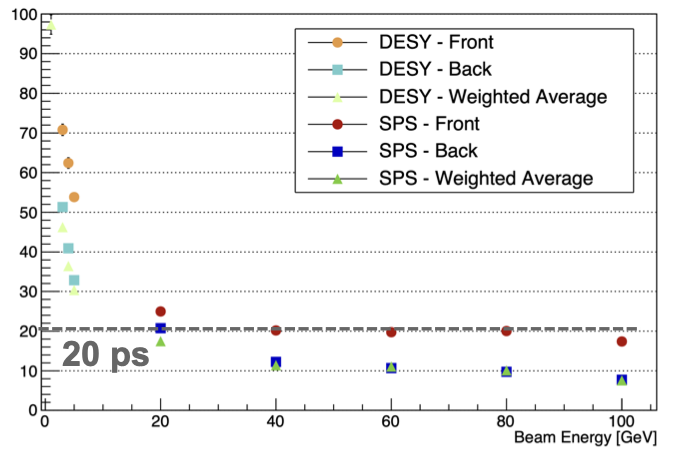 100
90
80
70
60
50
40
30
20
10
0
DESY - Front
DESY - Back
DESY - Weighted Average
SPS - Front
SPS - Back
SPS - Weighted Average
20 ps
0 20 40 60 80 100
Beam Energy [GeV]